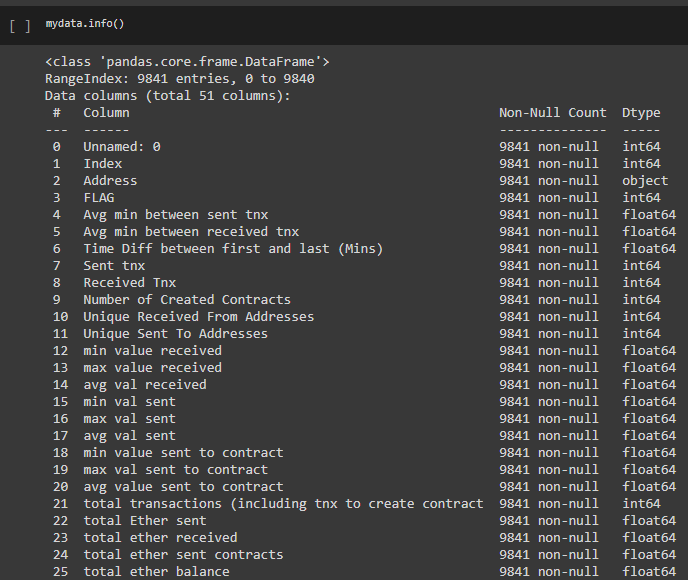 [ ] mydata.info()
<class 'pandas.core.frame.DataFrame'>
RangeIndex: 9841 entries, 0 to 9840
Data columns (total 51 columns):
 #   Column                                                Non-Null Count  Dtype
---  ------                                                --------------  -----
 0   Unnamed: 0                                            9841 non-null   int64
 1   Index                                                 9841 non-null   int64
 2   Address                                               9841 non-null   object
 3   FLAG                                                  9841 non-null   int64
 4   Avg min between sent tnx                              9841 non-null   float64
 5   Avg min between received tnx                          9841 non-null   float64
 6   Time Diff between first and last (Mins)               9841 non-null   float64
 7   Sent tnx                                              9841 non-null   int64
 8   Received Tnx                                          9841 non-null   int64
 9   Number of Created Contracts                           9841 non-null   int64
 10  Unique Received From Addresses                        9841 non-null   int64
 11  Unique Sent To Addresses                              9841 non-null   int64
 12  min value received                                    9841 non-null   float64
 13  max value received                                    9841 non-null   float64
 14  avg val received                                      9841 non-null   float64
 15  min val sent                                          9841 non-null   float64
 16  max val sent                                          9841 non-null   float64
 17  avg val sent                                          9841 non-null   float64
 18  min value sent to contract                            9841 non-null   float64
 19  max val sent to contract                              9841 non-null   float64
 20  avg value sent to contract                            9841 non-null   float64
 21  total transactions (including tnx to create contract  9841 non-null   int64
 22  total Ether sent                                      9841 non-null   float64
 23  total ether received                                  9841 non-null   float64
 24  total ether sent contracts                            9841 non-null   float64
 25  total ether balance                                   9841 non-null   float64